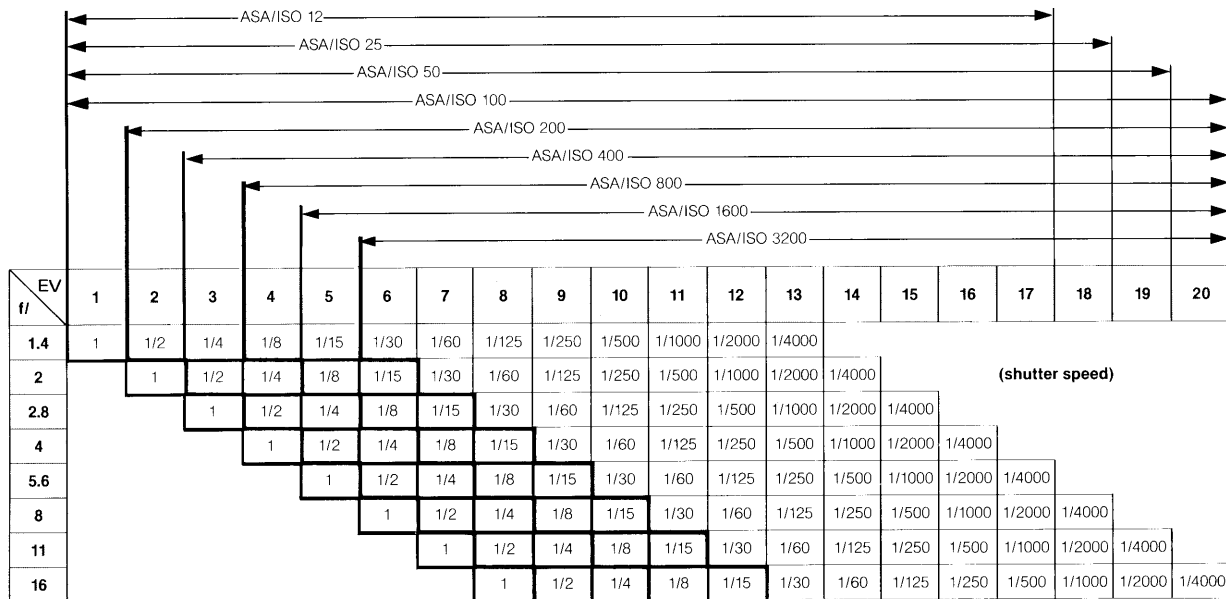 ASA/ISO 12
ASA/ISO 25
ASA/ISO 50
ASA/ISO 100
ASA/ISO 200
ASA/ISO 400
ASA/ISO 800
ASA/ISO 1600
ASA/ISO 3200
EV 1 2 3 4 5 6 7 8 9 10 11 12 13 14 15 16 17 18 19 20
f/
1.4 1 1/2 1/4 1/8 1/15 1/30 1/60 1/125 1/250 1/500 1/1000 1/2000 1/4000
2 1 1/2 1/4 1/8 1/15 1/30 1/60 1/125 1/250 1/500 1/1000 1/2000 1/4000 (shutter speed)
2.8 1 1/2 1/4 1/8 1/15 1/30 1/60 1/125 1/250 1/500 1/1000 1/2000 1/4000
4 1 1/2 1/4 1/8 1/15 1/30 1/60 1/125 1/250 1/500 1/1000 1/2000 1/4000
5.6 1 1/2 1/4 1/8 1/15 1/30 1/60 1/125 1/250 1/500 1/1000 1/2000 1/4000
8 1 1/2 1/4 1/8 1/15 1/30 1/60 1/125 1/250 1/500 1/1000 1/2000 1/4000
11 1 1/2 1/4 1/8 1/15 1/30 1/60 1/125 1/250 1/500 1/1000 1/2000 1/4000
16 1 1/2 1/4 1/8 1/15 1/30 1/60 1/125 1/250 1/500 1/1000 1/2000 1/4000